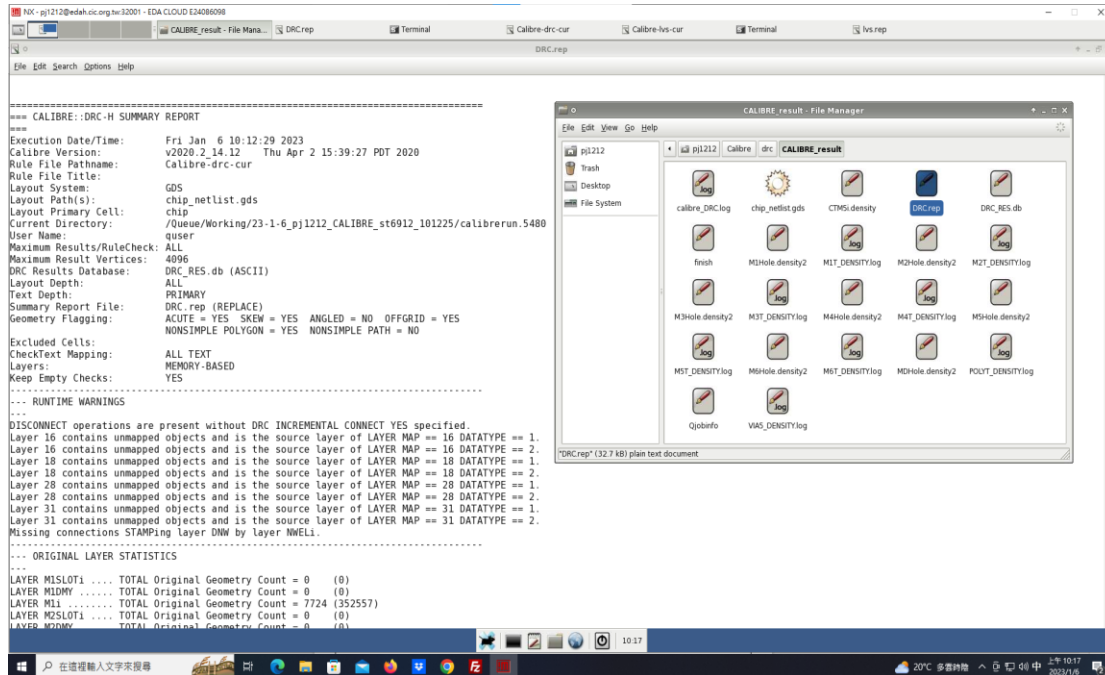 NX - pj1212@edah.cic.org.tw:32001 - EDA CLOUD E24086098
CALIBRE_result - File Mana...
DRC.rep
Terminal
Calibre-drc-cur
Calibre-lvs-cur
Terminal
lvs.rep
DRC.rep
File Edit Search Options Help
================================================================================
=== CALIBRE::DRC-H SUMMARY REPORT
===
Execution Date/Time: Fri Jan 6 10:12:29 2023
Calibre Version: v2020.2_14.12 Thu Apr 2 15:39:27 PDT 2020
Rule File Pathname: Calibre-drc-cur
Rule File Title:
Layout System: GDS
Layout Path(s): chip_netlist.gds
Layout Primary Cell: chip
Current Directory: /Queue/Working/23-1-6_pj1212_CALIBRE_st6912_101225/calibrerun.5480
User Name: quser
Maximum Results/RuleCheck: ALL
Maximum Result Vertices: 4096
DRC Results Database: DRC_RES.db (ASCII)
Layout Depth: ALL
Text Depth: PRIMARY
Summary Report File: DRC.rep (REPLACE)
Geometry Flagging: ACUTE = YES SKEW = YES ANGLED = NO OFFGRID = YES
NONSIMPLE POLYGON = YES NONSIMPLE PATH = NO
Excluded Cells:
CheckText Mapping: ALL TEXT
Layers: MEMORY-BASED
Keep Empty Checks: YES
--------------------------------------------------------------------------------
--- RUNTIME WARNINGS
---
DISCONNECT operations are present without DRC INCREMENTAL CONNECT YES specified.
Layer 16 contains unmapped objects and is the source layer of LAYER MAP == 16 DATATYPE == 1.
Layer 16 contains unmapped objects and is the source layer of LAYER MAP == 16 DATATYPE == 2.
Layer 18 contains unmapped objects and is the source layer of LAYER MAP == 18 DATATYPE == 1.
Layer 18 contains unmapped objects and is the source layer of LAYER MAP == 18 DATATYPE == 2.
Layer 28 contains unmapped objects and is the source layer of LAYER MAP == 28 DATATYPE == 1.
Layer 28 contains unmapped objects and is the source layer of LAYER MAP == 28 DATATYPE == 2.
Layer 31 contains unmapped objects and is the source layer of LAYER MAP == 31 DATATYPE == 1.
Layer 31 contains unmapped objects and is the source layer of LAYER MAP == 31 DATATYPE == 2.
Missing connections STAMPing layer DNW by layer NWELi.
--------------------------------------------------------------------------------
--- ORIGINAL LAYER STATISTICS
---
LAYER M1SLOTi .... TOTAL Original Geometry Count = 0 (0)
LAYER M1DMY ...... TOTAL Original Geometry Count = 0 (0)
LAYER M1i ........ TOTAL Original Geometry Count = 7724 (352557)
LAYER M2SLOTi .... TOTAL Original Geometry Count = 0 (0)
LAYER M2DMY ...... TOTAL Original Geometry Count = 0 (0)
CALIBRE_result - File Manager
File Edit View Go Help
pj1212
Trash
Desktop
File System
pj1212 Calibre drc CALIBRE_result
calibre_DRC.log chip_netlist.gds CTMSi.density DRC.rep DRC_RES.db
finish M1Hole.density2 M1T_DENSITY.log M2Hole.density2 M2T_DENSITY.log
M3Hole.density2 M3T_DENSITY.log M4Hole.density2 M4T_DENSITY.log M5Hole.density2
M5T_DENSITY.log M6Hole.density2 M6T_DENSITY.log MDHole.density2 POLYT_DENSITY.log
Qjobinfo VIA5_DENSITY.log
"DRC.rep" (32.7 kB) plain text document
10:17
在這裡輸入文字來搜尋
20°C 多雲時陰
中
上午 10:17
2023/1/6